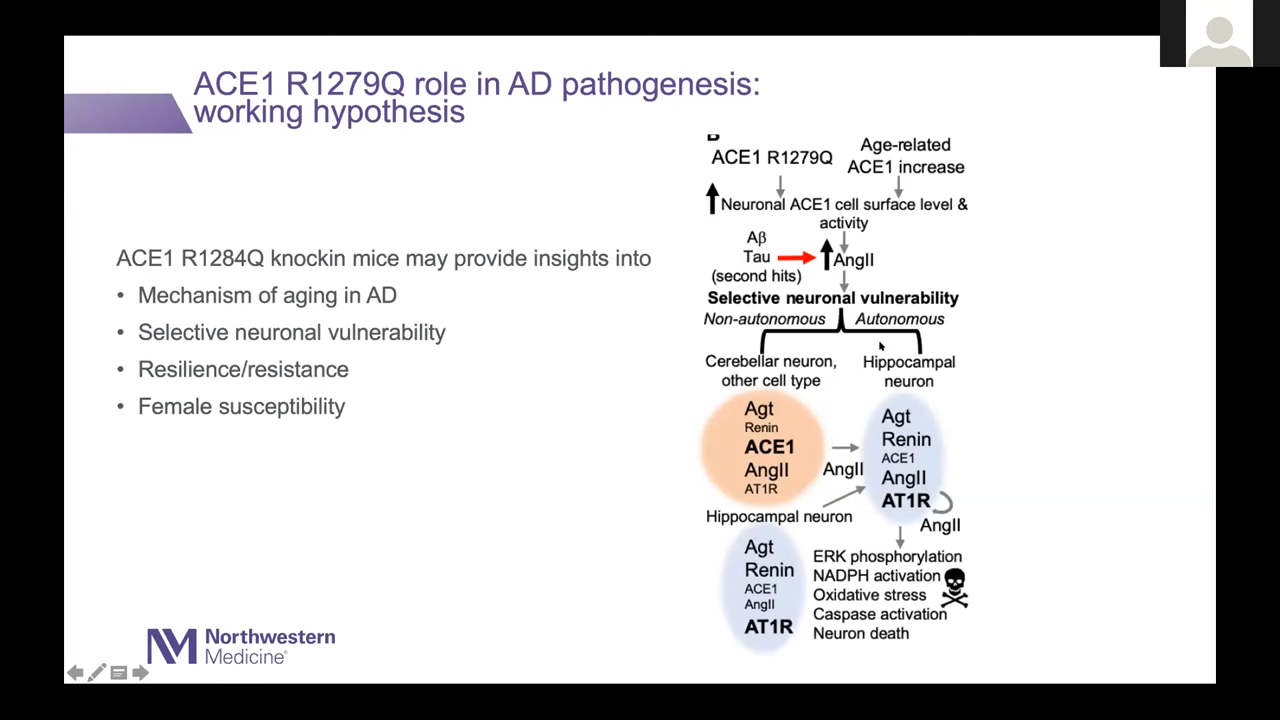 ACE1 R1279Q role in AD pathogenesis:
working hypothesis
ACE1 R1284Q knockin mice may provide insights into
• Mechanism of aging in AD
• Selective neuronal vulnerability
• Resilience/resistance
• Female susceptibility
ACE1 R1279Q
Age-related
ACE1 increase
Neuronal ACE1 cell surface level &
activity
Aβ
Tau
(second hits)
AngII
Selective neuronal vulnerability
Non-autonomous
Autonomous
Cerebellar neuron,
other cell type
Hippocampal
neuron
Agt
Renin
ACE1
AngII
AT1R
AngII
Agt
Renin
ACE1
AngII
AT1R
AngII
Hippocampal neuron
Agt
Renin
ACE1
AngII
AT1R
ERK phosphorylation
NADPH activation
Oxidative stress
Caspase activation
Neuron death
NM Northwestern
Medicine®